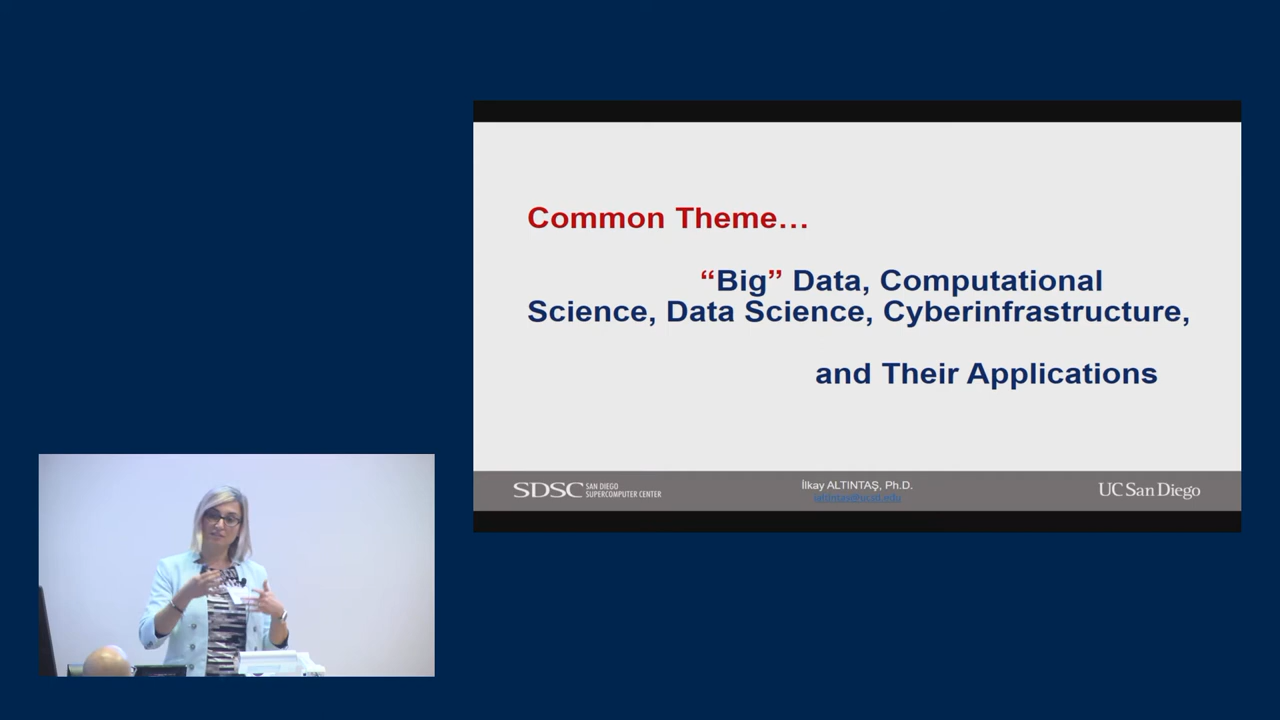 Common Theme…
“Big” Data, Computational
Science, Data Science, Cyberinfrastructure,
and Their Applications
SDSC SAN DIEGO
SUPERCOMPUTER CENTER
İlkay ALTINTAŞ, Ph.D.
UC San Diego